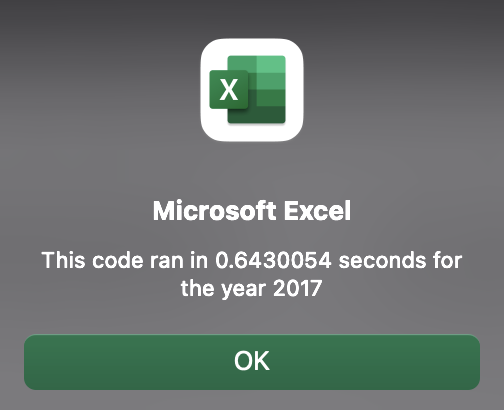 X
Microsoft Excel
This code ran in 0.6430054 seconds for
the year 2017
OK